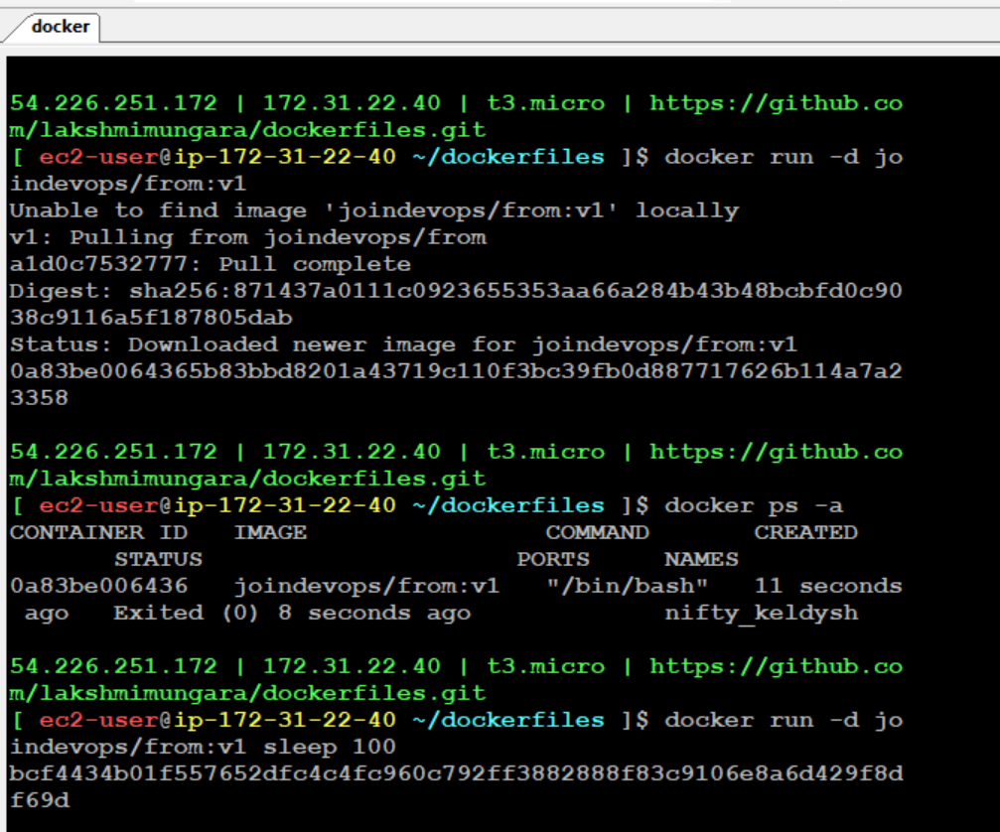 docker
54.226.251.172 | 172.31.22.40 | t3.micro | https://github.co
m/lakshmimungara/dockerfiles.git
[ ec2-user@ip-172-31-22-40 ~/dockerfiles ]$ docker run -d jo
indevops/from:v1
Unable to find image 'joindevops/from:v1' locally
v1: Pulling from joindevops/from
a1d0c7532777: Pull complete
Digest: sha256:871437a0111c0923655353aa66a284b43b48bcbfd0c90
38c9116a5f187805dab
Status: Downloaded newer image for joindevops/from:v1
0a83be0064365b83bbd8201a43719c110f3bc39fb0d887717626b114a7a2
3358
54.226.251.172 | 172.31.22.40 | t3.micro | https://github.co
m/lakshmimungara/dockerfiles.git
[ ec2-user@ip-172-31-22-40 ~/dockerfiles ]$ docker ps -a
CONTAINER ID   IMAGE                COMMAND       CREATED
       STATUS                     PORTS     NAMES
0a83be006436   joindevops/from:v1   "/bin/bash"   11 seconds
 ago   Exited (0) 8 seconds ago             nifty_keldysh
54.226.251.172 | 172.31.22.40 | t3.micro | https://github.co
m/lakshmimungara/dockerfiles.git
[ ec2-user@ip-172-31-22-40 ~/dockerfiles ]$ docker run -d jo
indevops/from:v1 sleep 100
bcf4434b01f557652dfc4c4fc960c792ff3882888f83c9106e8a6d429f8d
f69d